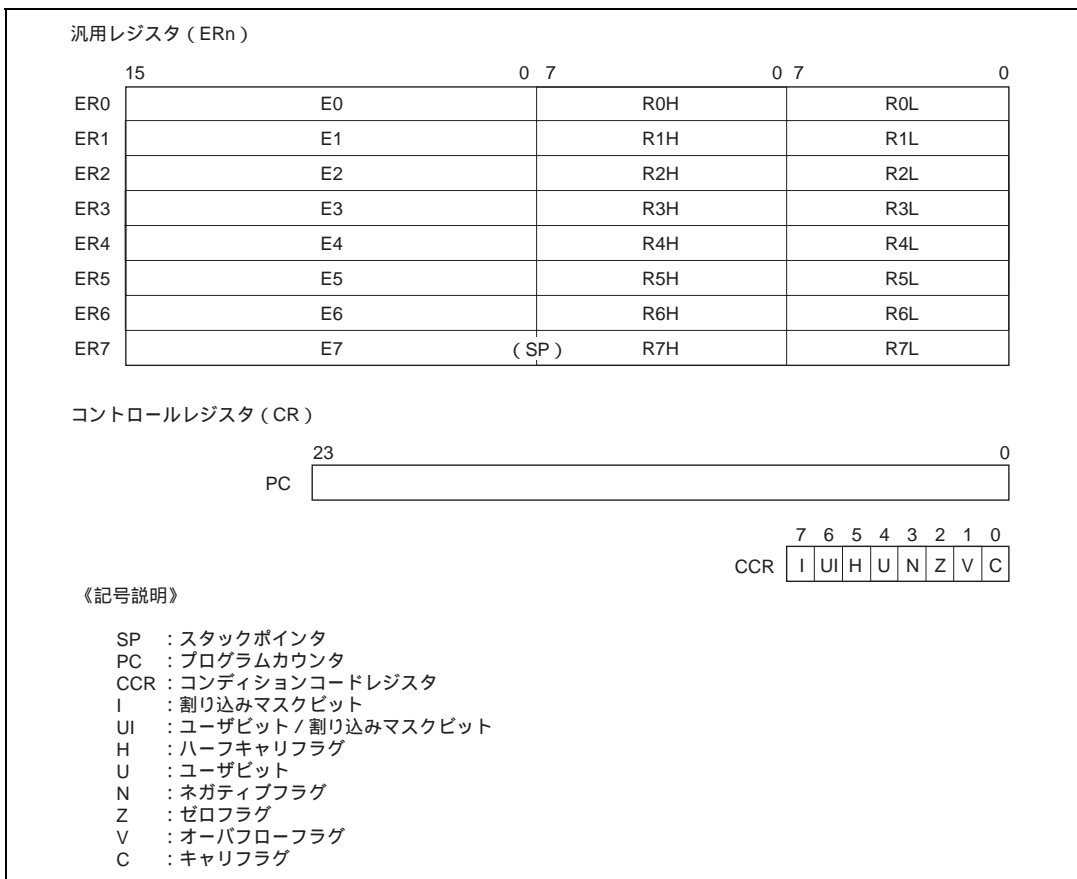 汎用レジスタ（ERn）
15 0 7 0 7 0
ER0 E0 R0H R0L
ER1 E1 R1H R1L
ER2 E2 R2H R2L
ER3 E3 R3H R3L
ER4 E4 R4H R4L
ER5 E5 R5H R5L
ER6 E6 R6H R6L
ER7 E7 （SP） R7H R7L
コントロールレジスタ（CR）
23 0
PC
7 6 5 4 3 2 1 0
CCR I UI H U N Z V C
《記号説明》
SP ：スタックポインタ
PC ：プログラムカウンタ
CCR：コンディションコードレジスタ
I ：割り込みマスクビット
UI ：ユーザビット／割り込みマスクビット
H ：ハーフキャリフラグ
U ：ユーザビット
N ：ネガティブフラグ
Z ：ゼロフラグ
V ：オーバフローフラグ
C ：キャリフラグ